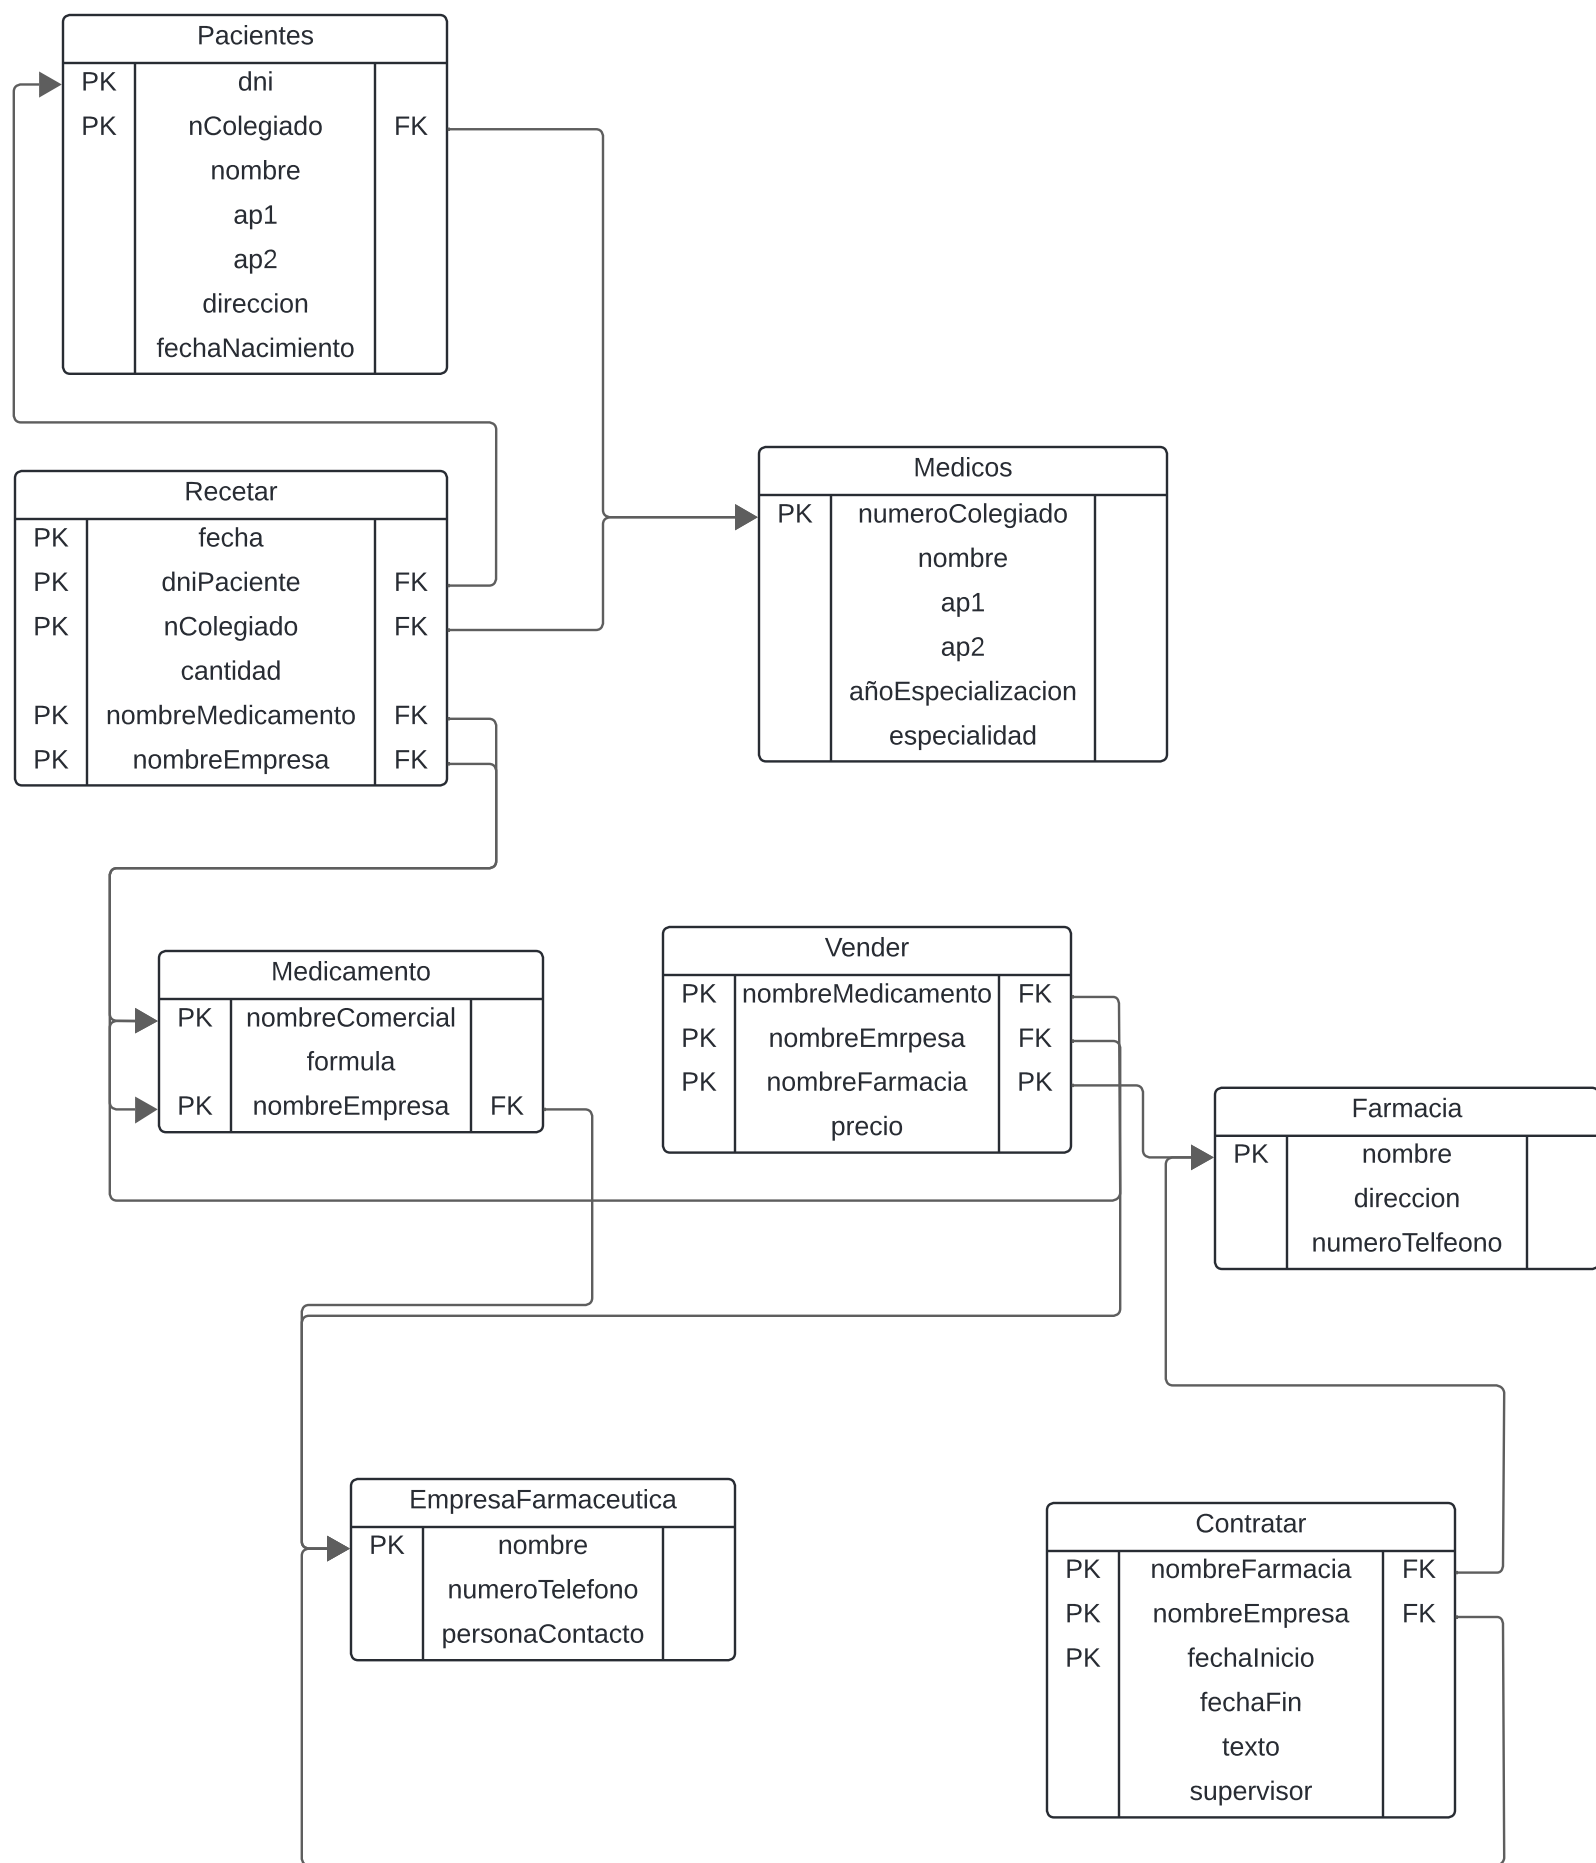 Pacientes
PK dni
PK nColegiado FK
nombre
ap1
ap2
direccion
fechaNacimiento
Recetar
PK fecha
PK dniPaciente FK
PK nColegiado FK
cantidad
PK nombreMedicamento FK
PK nombreEmpresa FK
Medicos
PK numeroColegiado
nombre
ap1
ap2
añoEspecializacion
especialidad
Medicamento
PK nombreComercial
formula
PK nombreEmpresa FK
Vender
PK nombreMedicamento FK
PK nombreEmrpesa FK
PK nombreFarmacia PK
precio
Farmacia
PK nombre
direccion
numeroTelfeono
EmpresaFarmaceutica
PK nombre
numeroTelefono
personaContacto
Contratar
PK nombreFarmacia FK
PK nombreEmpresa FK
PK fechaInicio
fechaFin
texto
supervisor